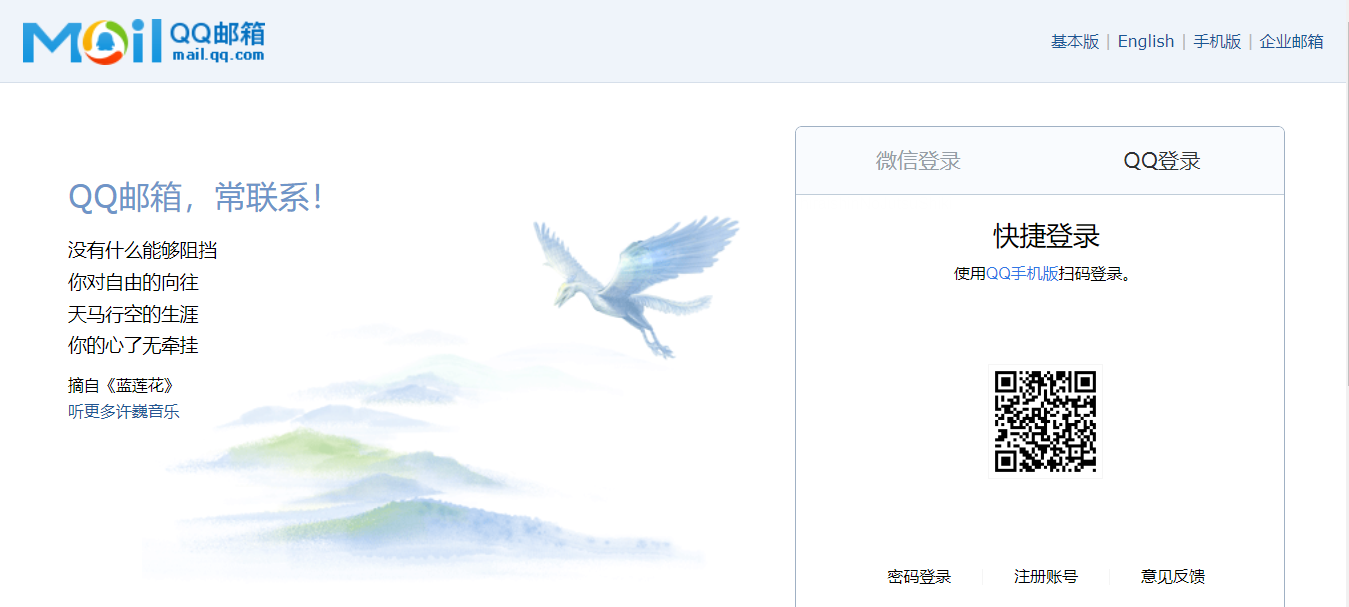 Mail QQ邮箱
mail.qq.com
基本版 | English | 手机版 | 企业邮箱
QQ邮箱，常联系！
没有什么能够阻挡
你对自由的向往
天马行空的生涯
你的心了无牵挂
摘自《蓝莲花》
听更多许巍音乐
微信登录 QQ登录
快捷登录
使用QQ手机版扫码登录。
密码登录 注册账号 意见反馈